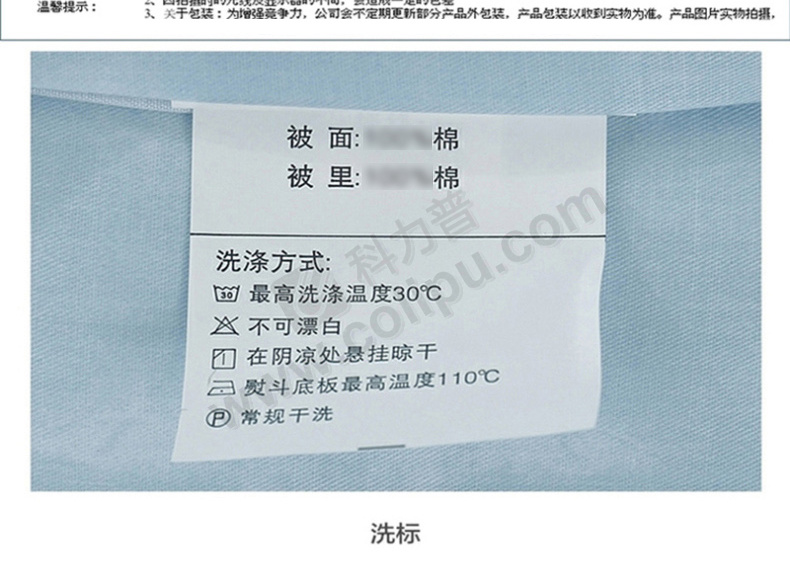 温馨提示：
3、关于包装：为增强竞争力，公司会不定期更新部分产品外包装，产品包装以收到实物为准。产品图片实物拍摄，
被 面: 棉
被 里: 棉
洗涤方式:
30 最高洗涤温度30℃
不可漂白
在阴凉处悬挂晾干
熨斗底板最高温度110℃
P 常规干洗
科力普
www.colipu.com
洗标